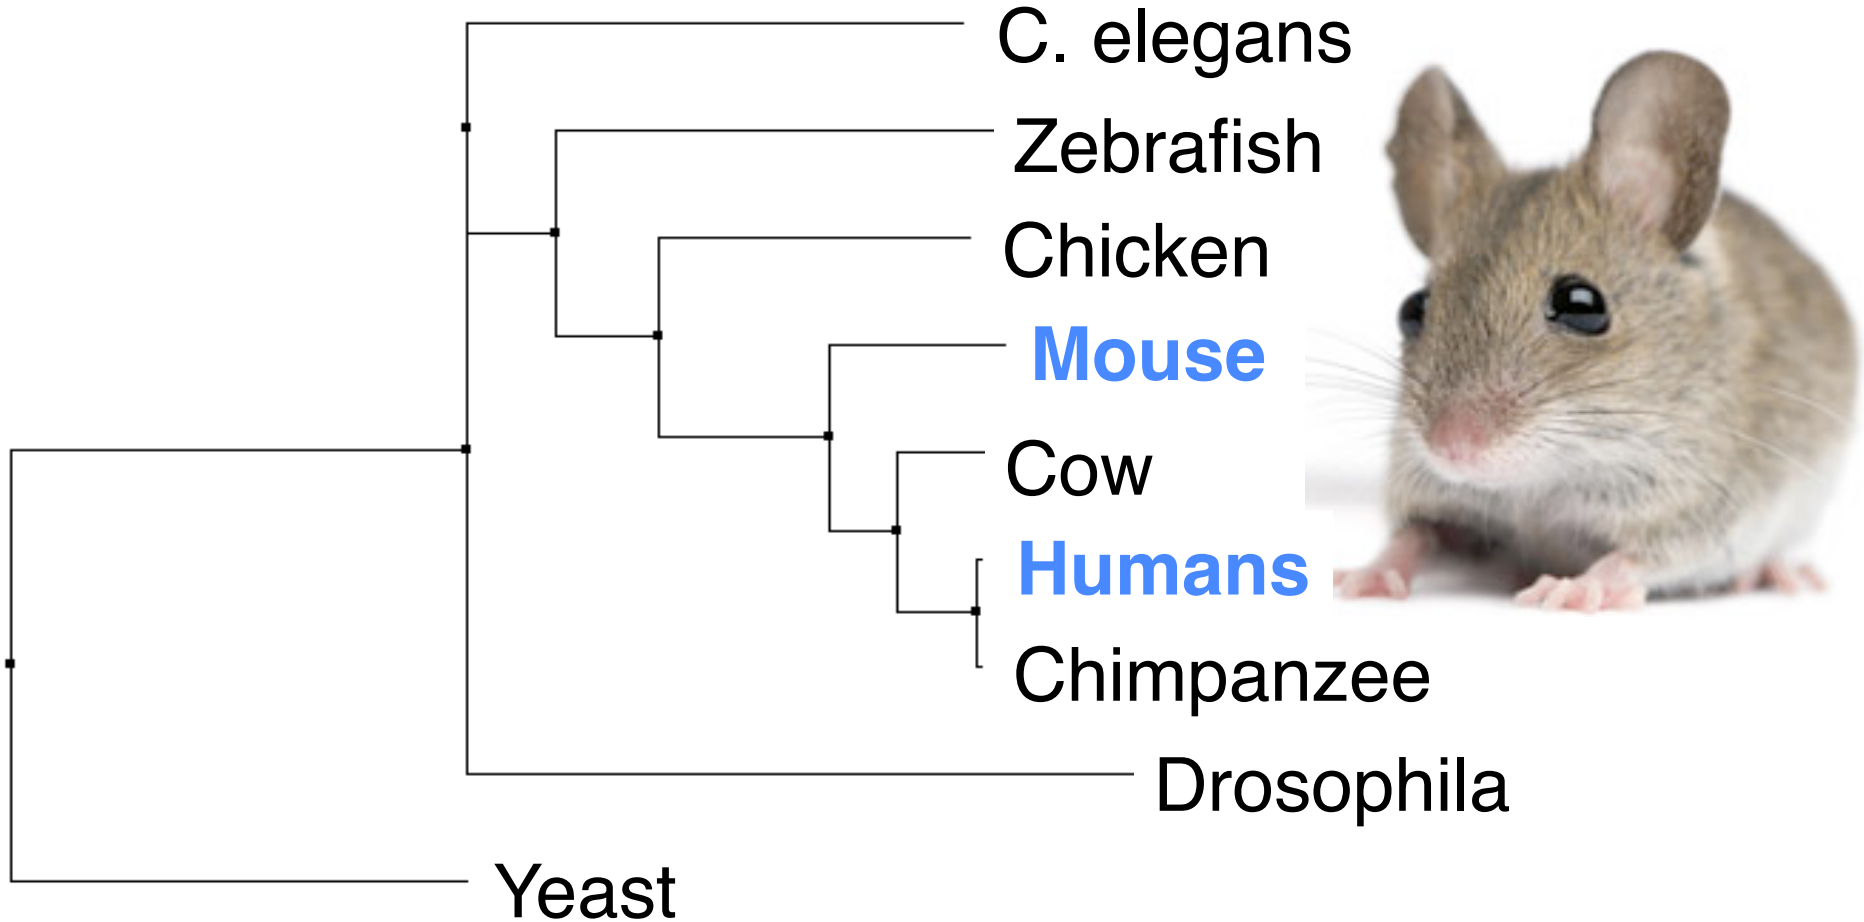 C. elegans
Zebrafish
Chicken
Mouse
Cow
Humans
Chimpanzee
Drosophila
Yeast